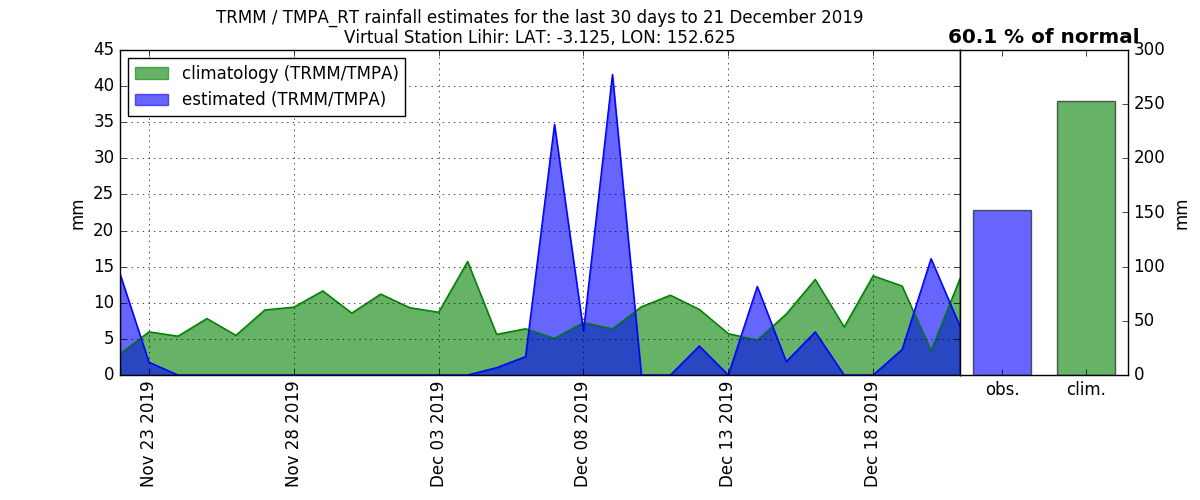 TRMM / TMPA_RT rainfall estimates for the last 30 days to 21 December 2019
Virtual Station Lihir: LAT: -3.125, LON: 152.625
60.1 % of normal
climatology (TRMM/TMPA)
estimated (TRMM/TMPA)
45
40
35
30
25
20
15
10
5
0
mm
Nov 23 2019
Nov 28 2019
Dec 03 2019
Dec 08 2019
Dec 13 2019
Dec 18 2019
300
250
200
150
100
50
0
mm
obs.
clim.